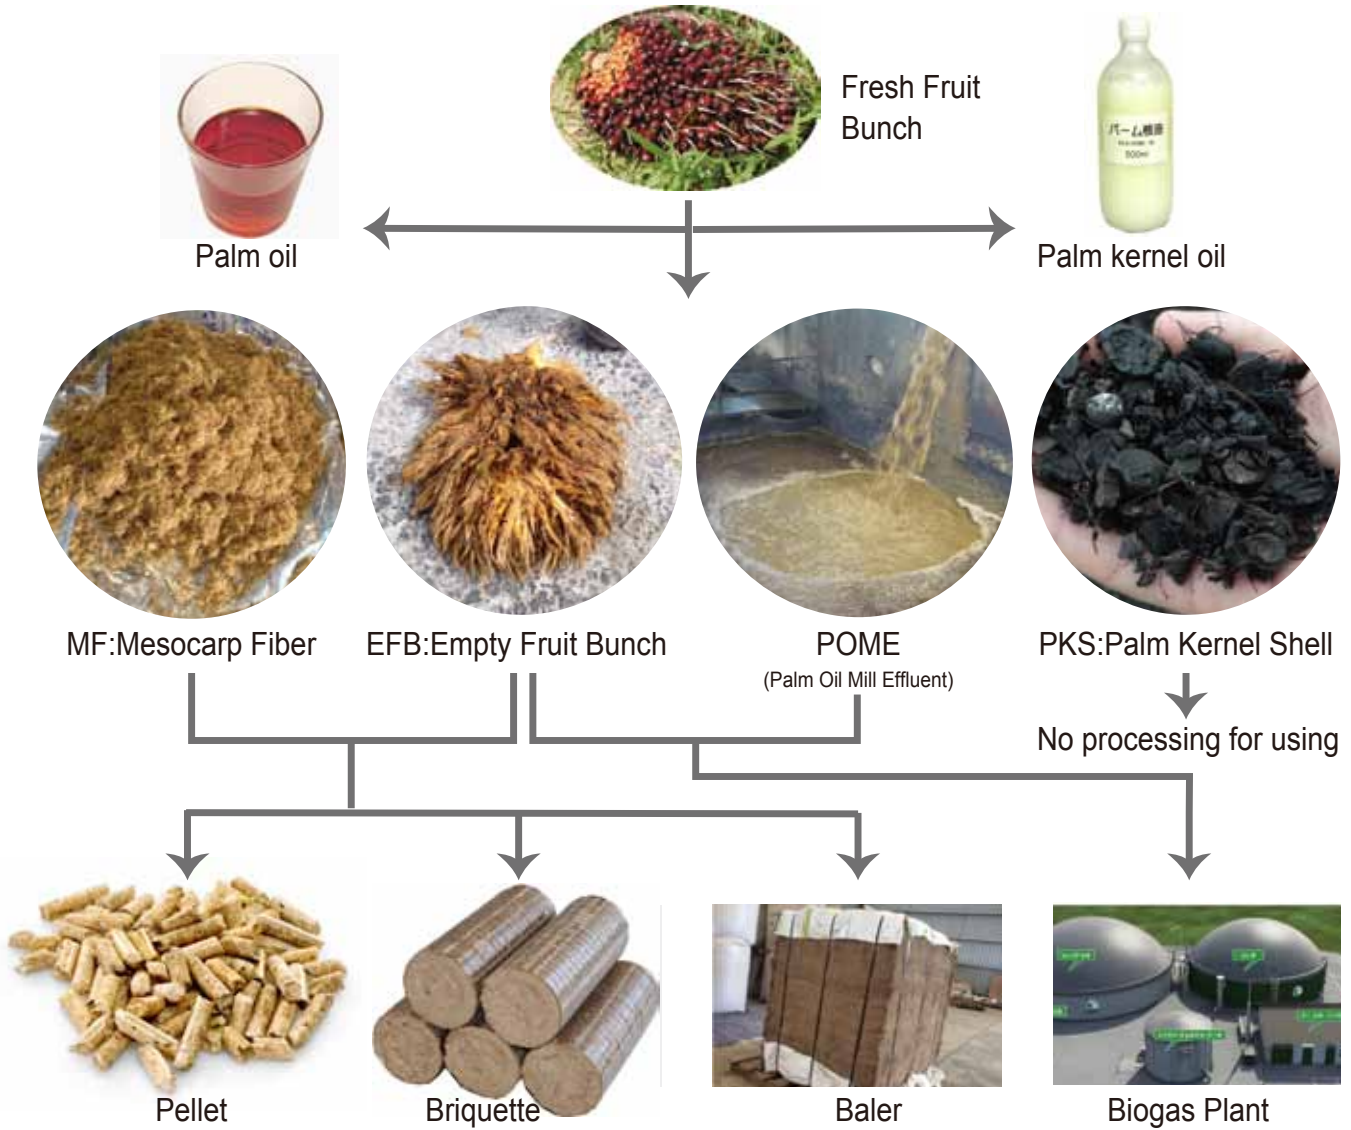 Fresh Fruit
Bunch
パーム核油
500ml
Palm oil
Palm kernel oil
MF:Mesocarp Fiber
EFB:Empty Fruit Bunch
POME
(Palm Oil Mill Effluent)
PKS:Palm Kernel Shell
No processing for using
Pellet
Briquette
Baler
Biogas Plant